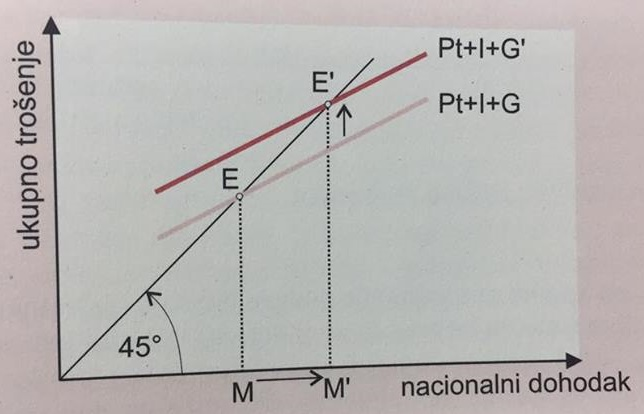 ukupno trošenje
Pt+I+G'
E'
Pt+I+G
E
45°
M
M'
nacionalni dohodak